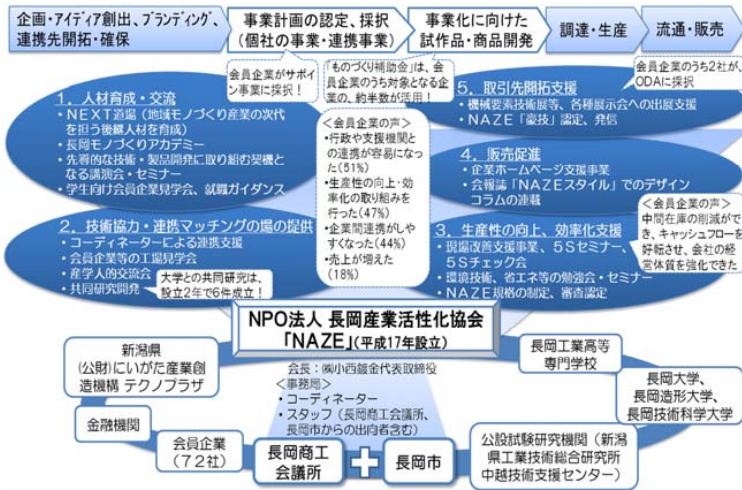 企画・アイディア創出、ブランディング、
連携先開拓・確保
事業計画の認定、採択
(個社の事業・連携事業)
事業化に向けた
試作品・商品開発
調達・生産
流通・販売
会員企業がサポイ
ン事業に採択!
「ものづくり補助金」は、会
員企業のうち対象となる企
業の、約半数が活用!
会員企業のうち2社が、
ODAに採択
1.人材育成・交流
・NEXT道場(地域モノづくり産業の次代
を担う後継人材を育成)
・長岡モノづくりアカデミー
・先導的な技術・製品開発に取り組む契機と
なる講演会・セミナー
・学生向け会員企業見学会、就職ガイダンス
2.技術協力・連携マッチングの場の提供
・コーディネーターによる連携支援
・会員企業等の工場見学会
・産学人的交流会
・共同研究開発
大学との共同研究は、
設立2年で6件成立!
<会員企業の声>
・行政や支援機関と
の連携が容易になっ
た(51%)
・生産性の向上・効
率化の取り組みを
行った(47%)
・企業間連携がし
やすくなった(44%)
・売上が増えた
(18%)
5.取引先開拓支援
・機械要素技術展等、各種展示会への出展支援
・NAZE「豪技」認定、発信
4.販売促進
・企業ホームページ支援事業
・会報誌「NAZEスタイル」でのデザイン
コラムの連載
3.生産性の向上、効率化支援
・現場改善支援事業、5Sセミナー、
5Sチェック会
・環境技術、省エネ等の勉強会・セミナー
・NAZE規格の制定、審査認定
<会員企業の声>
中間在庫の削減がで
き、キャッシュフローを
好転させ、会社の経
営体質を強化できた
NPO法人 長岡産業活性化協会
「NAZE」(平成17年設立)
会長:㈱小西鍍金代表取締役
<事務局>
・コーディネーター
・スタッフ(長岡商工会議所、
長岡市からの出向者含む)
新潟県
(公財)にいがた産業創
造機構 テクノプラザ
金融機関
会員企業
(72社)
長岡商工
会議所
長岡市
長岡工業高等
専門学校
長岡大学、
長岡造形大学、
長岡技術科学大学
公設試験研究機関(新潟
県工業技術総合研究所
中越技術支援センター)